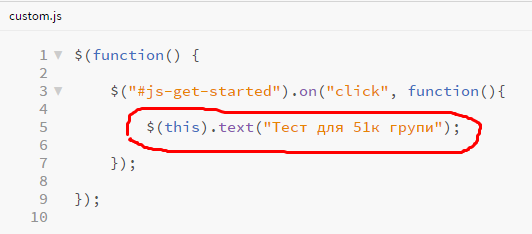 custom.js
1 $(function() {
2
3 $("#js-get-started").on("click", function(){
4
5 $(this).text("Тест для 51к групи");
6
7 });
8
9 });
10